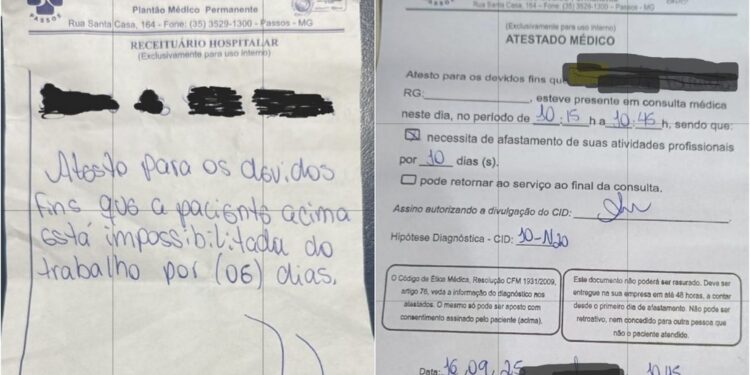 PASSOS
Plantão Médico Permanente
Rua Santa Casa, 164 - Fone: (35) 3529-1300 - Passos - MG
RECEITUÁRIO HOSPITALAR
(Exclusivamente para uso interno)
Atesto para os devidos
fins que a paciente acima
está impossibilitada do
trabalho por (06) dias.
PASSOS
Rua Santa Casa, 164 - Fone: (35) 3529-1300 - Passos - MG
(Exclusivamente para uso interno)
ATESTADO MÉDICO
Atesto para os devidos fins que
RG: , esteve presente em consulta médica
neste dia, no período de 10:15 h a 10:45 h, sendo que:
necessita de afastamento de suas atividades profissionais
por 10 dias (s).
pode retornar ao serviço ao final da consulta.
Assino autorizando a divulgação do CID:
Hipótese Diagnóstica - CID: 10-N20
O Código de Ética Médica, Resolução CFM 1931/2009,
artigo 76, veda a informação do diagnóstico nos
atestados. O mesmo só pode ser aposto com
consentimento assinado pelo paciente (acima).
Este documento não poderá ser rasurado. Deve ser
entregue na sua empresa em até 48 horas, a contar
desde o primeiro dia de afastamento. Não pode ser
retroativo, nem concedido para outra pessoa que
não o paciente atendido.
Data: 16,09,25